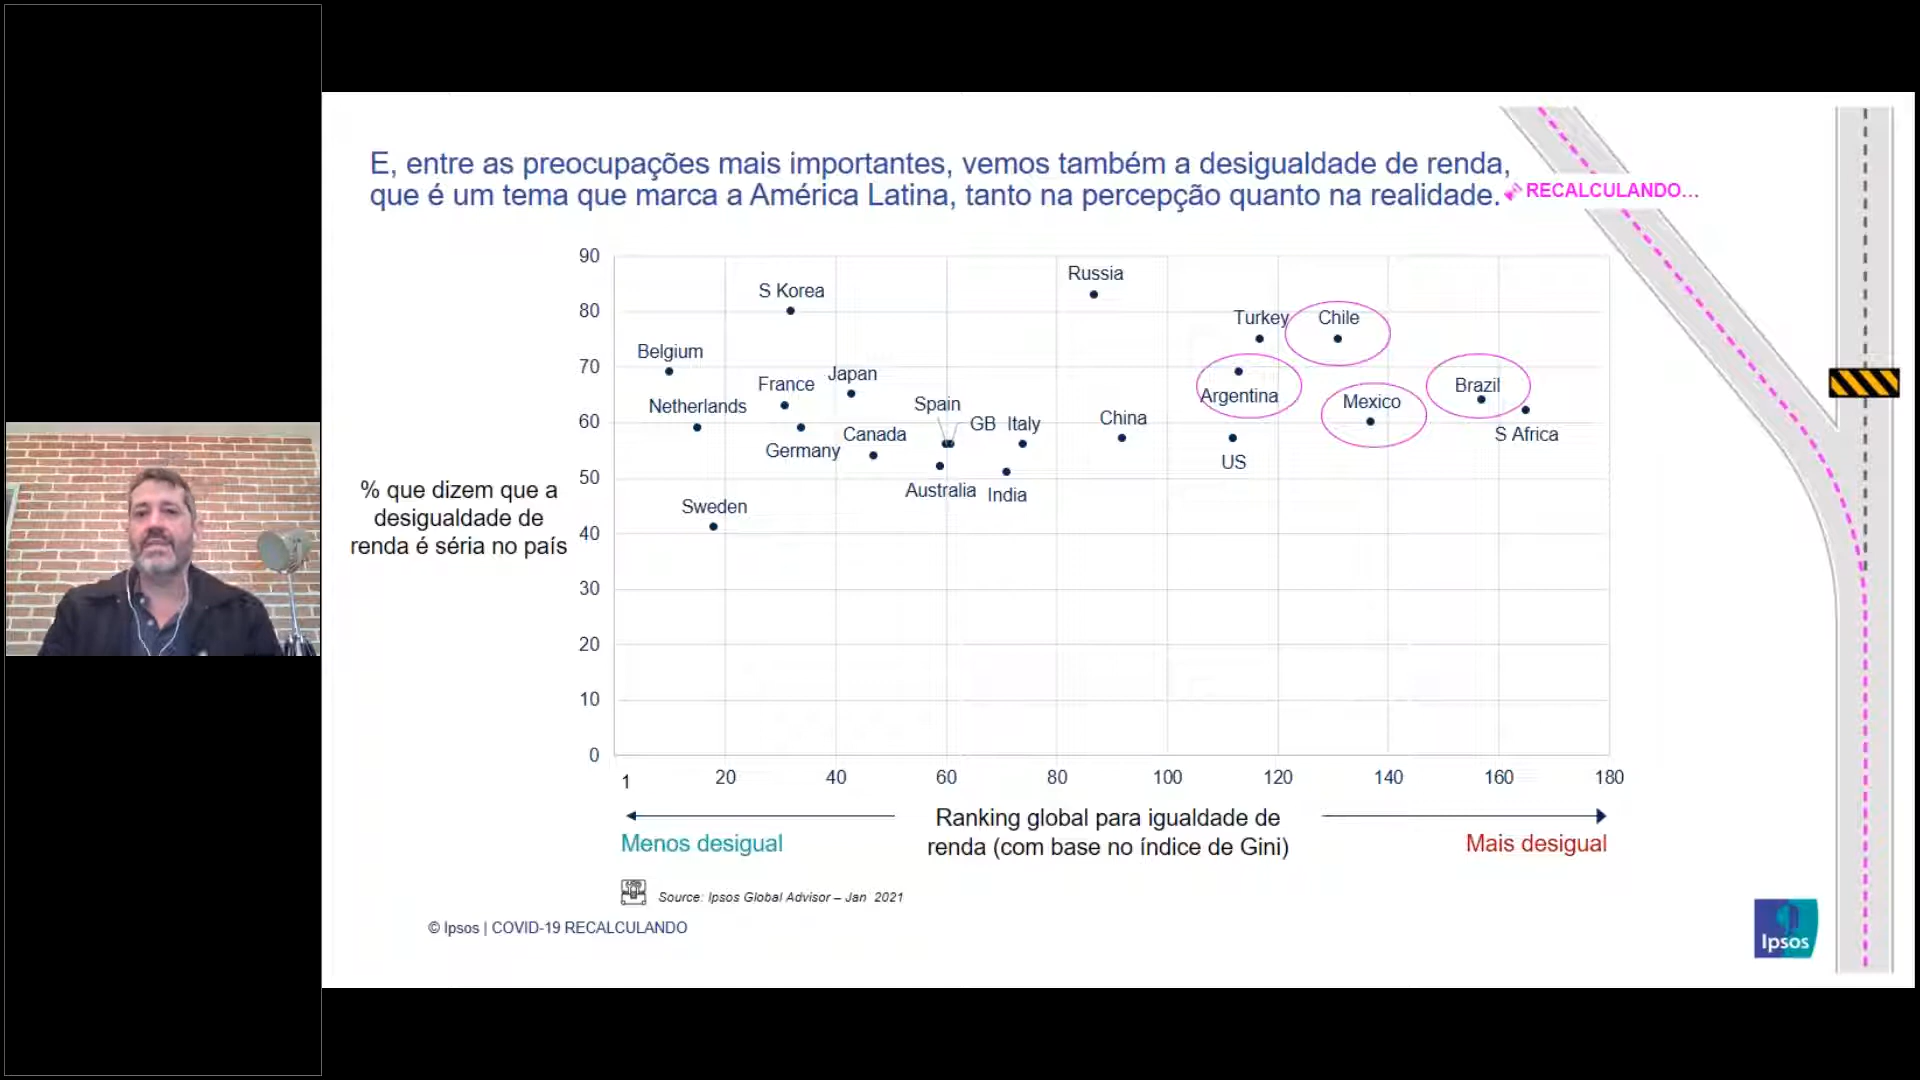 E, entre as preocupações mais importantes, vemos também a desigualdade de renda,
que é um tema que marca a América Latina, tanto na percepção quanto na realidade.
RECALCULANDO...
90
80
70
60
50
40
30
20
10
0
% que dizem que a
desigualdade de
renda é séria no país
Russia
S Korea
Turkey
Chile
Belgium
Japan
France
Brazil
Argentina
Mexico
Netherlands
Spain
GB
Italy
China
Canada
S Africa
Germany
US
Australia
India
Sweden
1
20
40
60
80
100
120
140
160
180
Ranking global para igualdade de
renda (com base no índice de Gini)
Menos desigual
Mais desigual
Source: Ipsos Global Advisor – Jan 2021
© Ipsos | COVID-19 RECALCULANDO
Ipsos